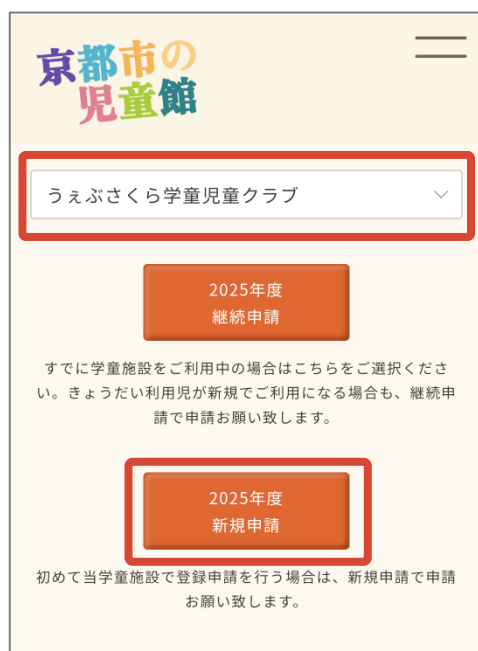 京都市の
児童館
うぇぶさくら学童児童クラブ
2025年度
継続申請
すでに学童施設をご利用中の場合はこちらをご選択くださ
い。きょうだい利用児が新規でご利用になる場合も、継続申
請で申請お願い致します。
2025年度
新規申請
初めて当学童施設で登録申請を行う場合は、新規申請で申請
お願い致します。